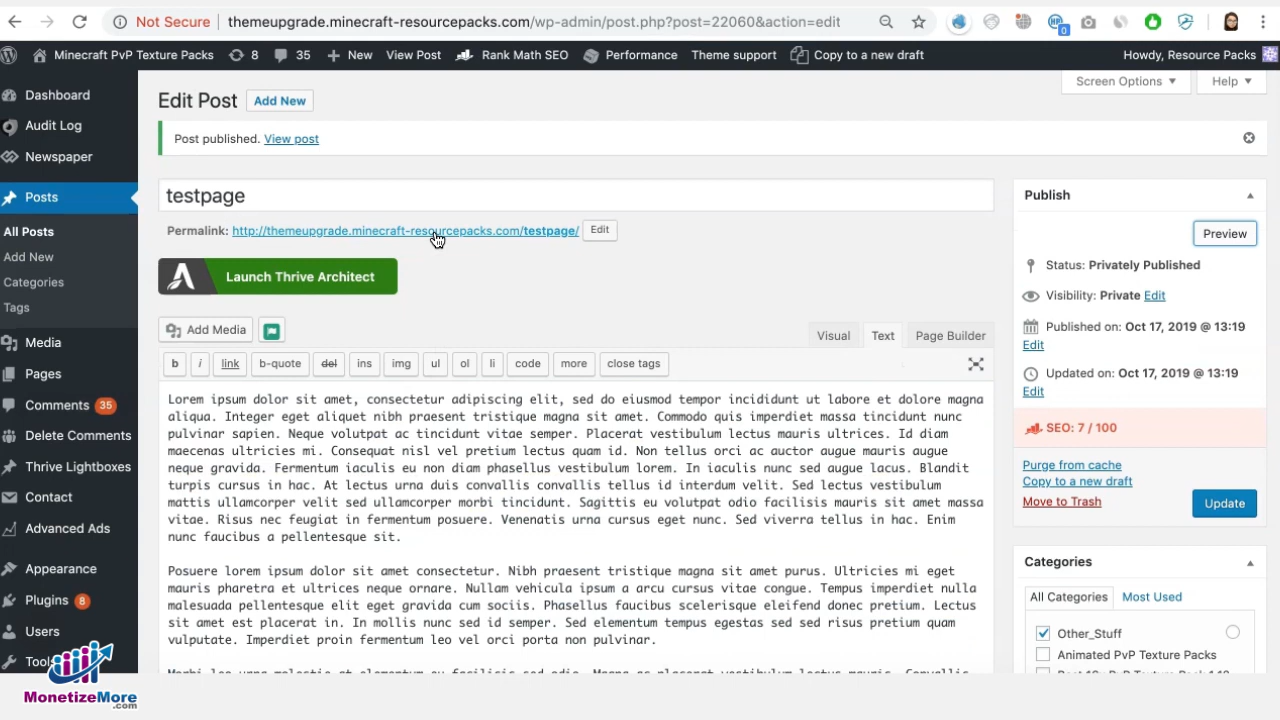 Not Secure themeupgrade.minecraft-resourcepacks.com/wp-admin/post.php?post=22060&action=edit
0
Minecraft PvP Texture Packs 8 35 New View Post Rank Math SEO Performance Theme support Copy to a new draft Howdy, Resource Packs
Dashboard
Audit Log
Newspaper
Posts
All Posts
Add New
Categories
Tags
Media
Pages
Comments 35
Delete Comments
Thrive Lightboxes
Contact
Advanced Ads
Appearance
Plugins 8
Users
Screen Options Help
Edit Post Add New
Post published. View post
testpage
Permalink: http://themeupgrade.minecraft-resourcepacks.com/testpage/ Edit
Launch Thrive Architect
Add Media
Visual Text Page Builder
b i link b-quote del ins img ul ol li code more close tags
Lorem ipsum dolor sit amet, consectetur adipiscing elit, sed do eiusmod tempor incididunt ut labore et dolore magna
aliqua. Integer eget aliquet nibh praesent tristique magna sit amet. Commodo quis imperdiet massa tincidunt nunc
pulvinar sapien. Neque volutpat ac tincidunt vitae semper. Placerat vestibulum lectus mauris ultrices. Id diam
maecenas ultricies mi. Consequat nisl vel pretium lectus quam id. Non tellus orci ac auctor augue mauris augue
neque gravida. Fermentum iaculis eu non diam phasellus vestibulum lorem. In iaculis nunc sed augue lacus. Blandit
turpis cursus in hac. At lectus urna duis convallis convallis tellus id interdum velit. Sed lectus vestibulum
mattis ullamcorper velit sed ullamcorper morbi tincidunt. Sagittis eu volutpat odio facilisis mauris sit amet massa
vitae. Risus nec feugiat in fermentum posuere. Venenatis urna cursus eget nunc. Sed viverra tellus in hac. Enim
nunc faucibus a pellentesque sit.
Posuere lorem ipsum dolor sit amet consectetur. Nibh praesent tristique magna sit amet purus. Ultricies mi eget
mauris pharetra et ultrices neque ornare. Nullam vehicula ipsum a arcu cursus vitae congue. Tempus imperdiet nulla
malesuada pellentesque elit eget gravida cum sociis. Phasellus faucibus scelerisque eleifend donec pretium. Lectus
sit amet est placerat in. In mollis nunc sed id semper. Sed elementum tempus egestas sed sed risus pretium quam
vulputate. Imperdiet proin fermentum leo vel orci porta non pulvinar.
Publish
Preview
Status: Privately Published
Visibility: Private Edit
Published on: Oct 17, 2019 @ 13:19
Edit
Updated on: Oct 17, 2019 @ 13:19
Edit
SEO: 7 / 100
Purge from cache
Copy to a new draft
Move to Trash
Update
Categories
All Categories Most Used
Other_Stuff
Animated PvP Texture Packs
MonetizeMore
.com